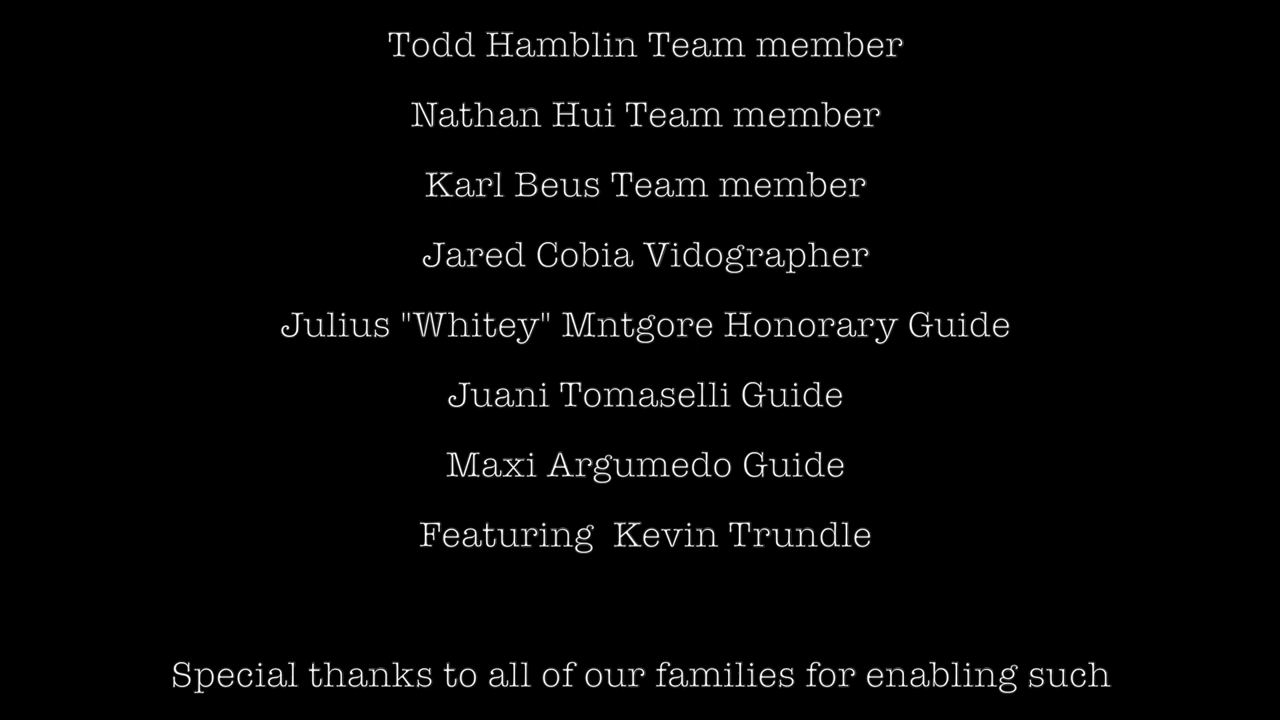 Todd Hamblin Team member
Nathan Hui Team member
Karl Beus Team member
Jared Cobia Vidographer
Julius "Whitey" Mntgore Honorary Guide
Juani Tomaselli Guide
Maxi Argumedo Guide
Featuring  Kevin Trundle
Special thanks to all of our families for enabling such